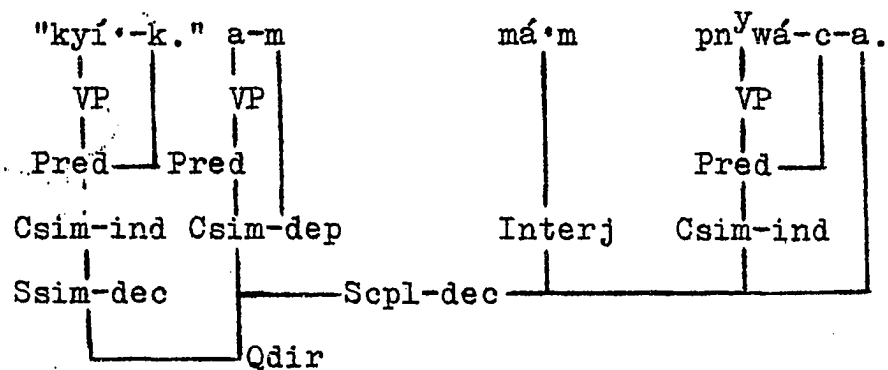 "kyí·-k." a-m má·m pnʸwá-c-a.
VP VP VP
Pred Pred Pred
Csim-ind Csim-dep Interj Csim-ind
Ssim-dec Scpl-dec
Qdir